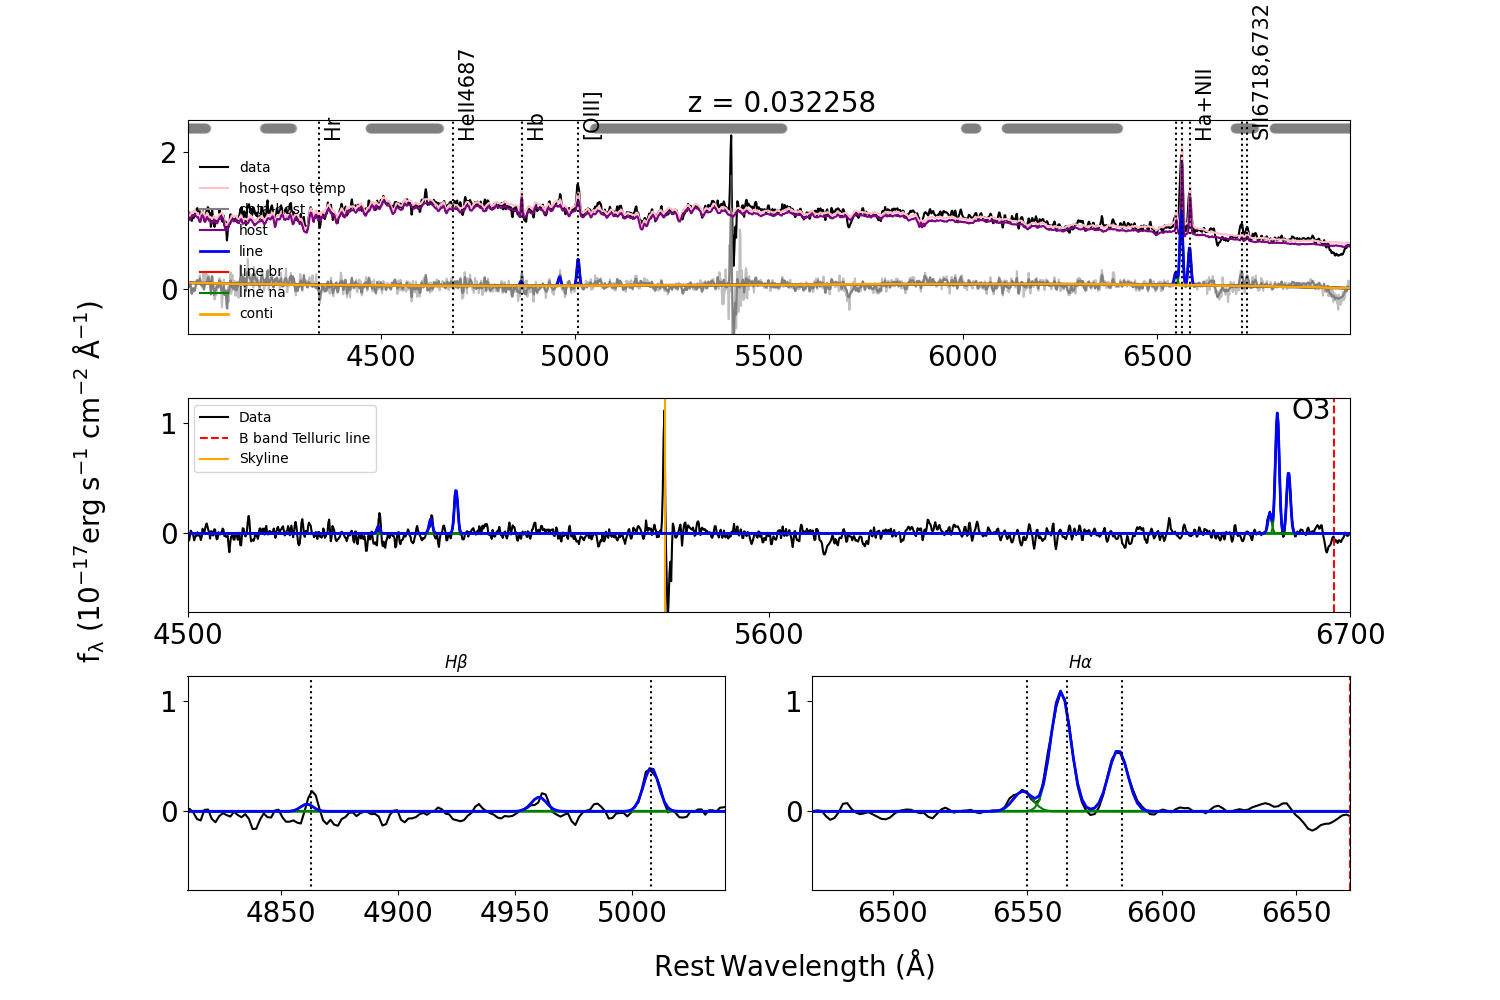 Hr
HeII4687
Hb
[OIII]
Ha+NII
SII6718,6732
z = 0.032258
2
0
data
host+qso temp
data-host
host
line
line br
line na
conti
4500
5000
5500
6000
6500
f_λ (10^−17 erg s^−1 cm^−2 Å^−1)
1
0
Data
B band Telluric line
Skyline
O3
4500
5600
6700
Hβ
1
0
4850
4900
4950
5000
Hα
1
0
6500
6550
6600
6650
Rest Wavelength (Å)